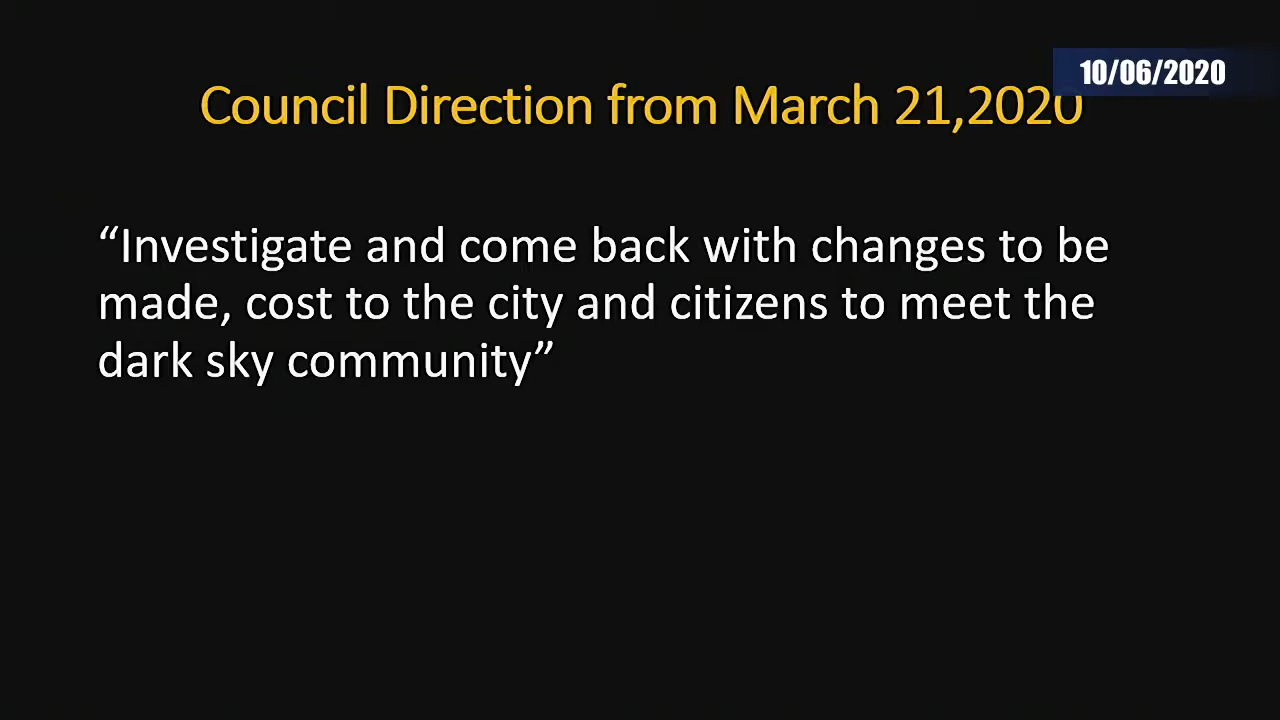 10/06/2020
Council Direction from March 21,2020
“Investigate and come back with changes to be
made, cost to the city and citizens to meet the
dark sky community”